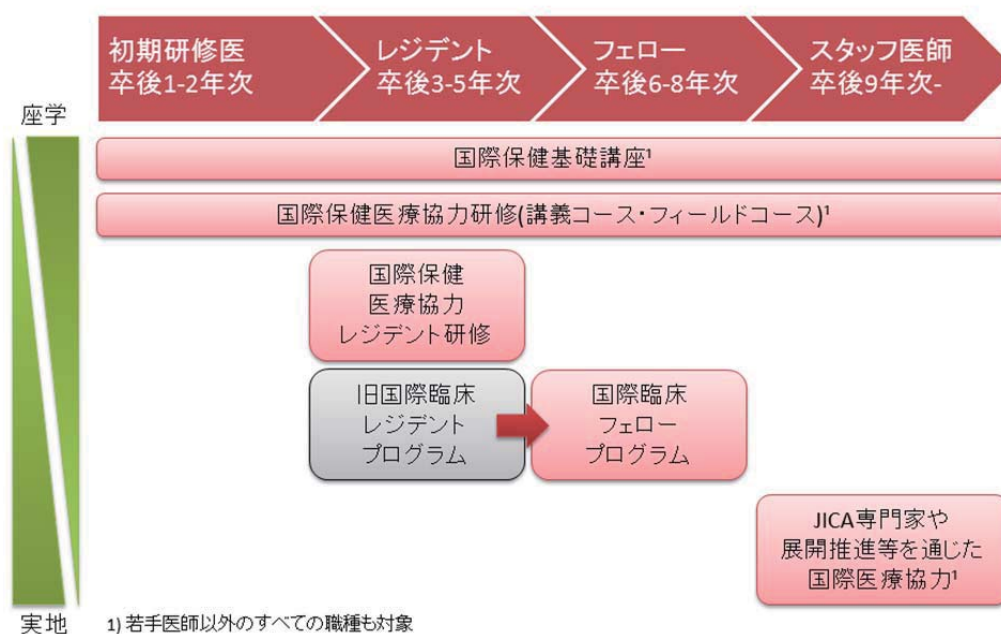 初期研修医
卒後1-2年次
レジデント
卒後3-5年次
フェロー
卒後6-8年次
スタッフ医師
卒後9年次-
座学
国際保健基礎講座¹
国際保健医療協力研修(講義コース・フィールドコース)¹
国際保健
医療協力
レジデント研修
旧国際臨床
レジデント
プログラム
国際臨床
フェロー
プログラム
JICA専門家や
展開推進等を通じた
国際医療協力¹
実地
1) 若手医師以外のすべての職種も対象